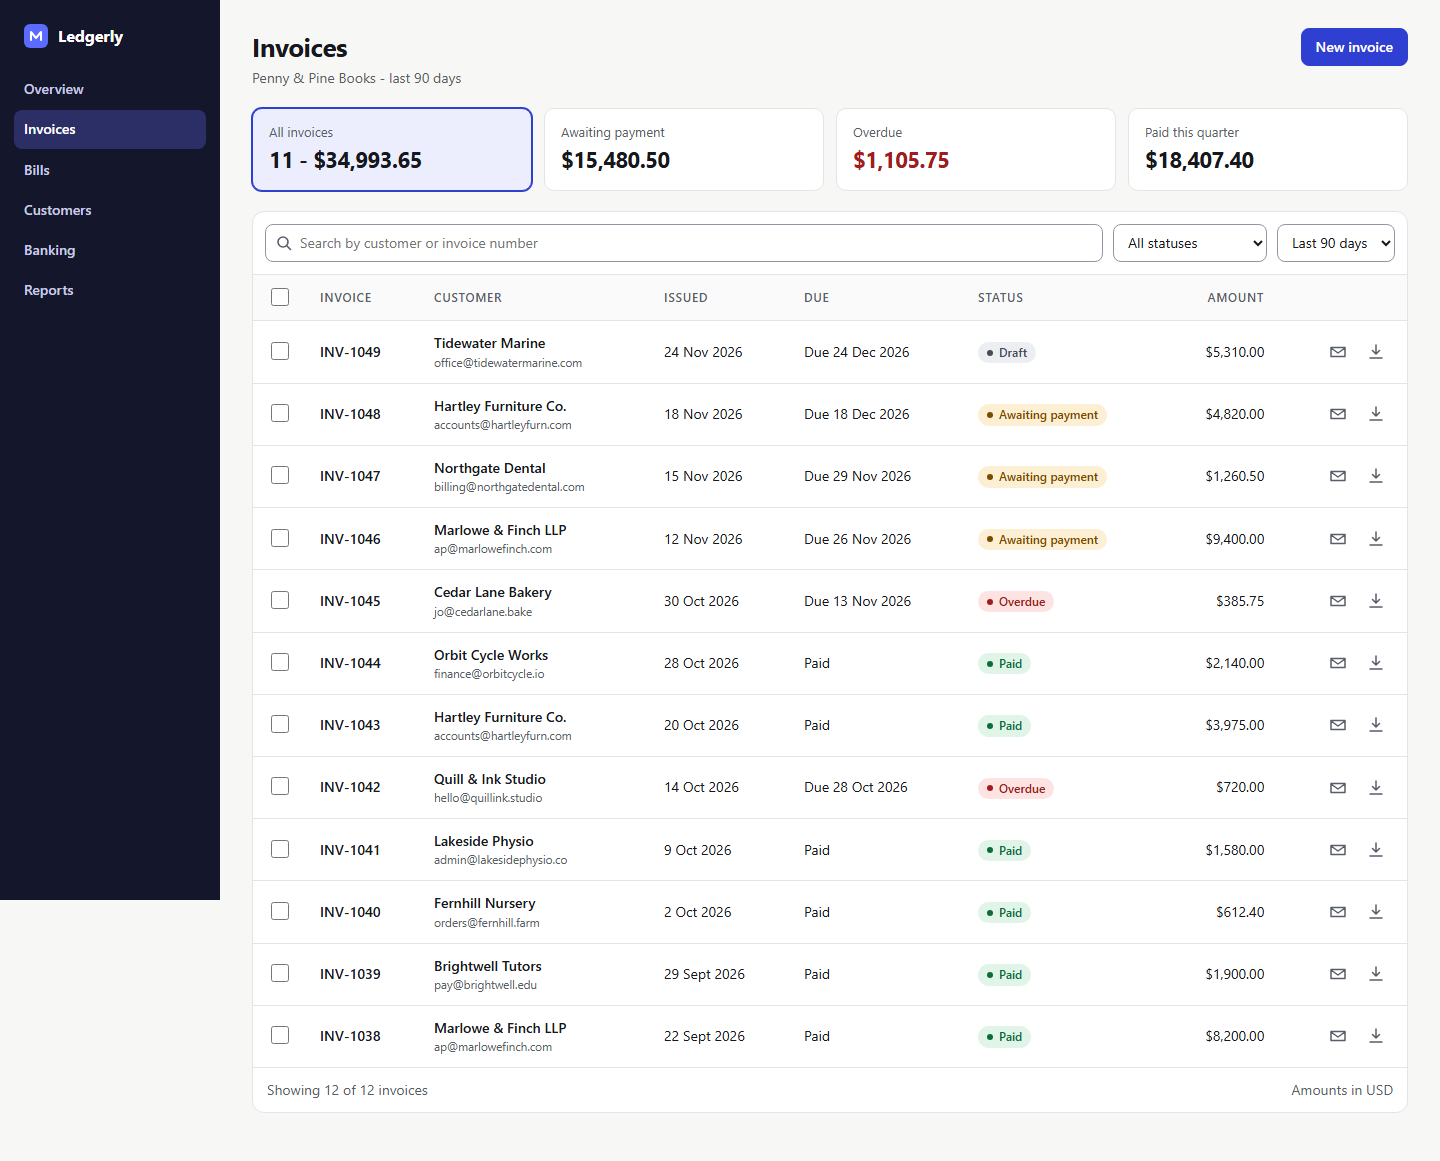 Ledgerly
Overview
Invoices
Bills
Customers
Banking
Reports
Invoices
Penny & Pine Books - last 90 days
New invoice
All invoices
11 - $34,993.65
Awaiting payment
$15,480.50
Overdue
$1,105.75
Paid this quarter
$18,407.40
Search by customer or invoice number
All statuses
Last 90 days
INVOICE CUSTOMER ISSUED DUE STATUS AMOUNT
INV-1049 Tidewater Marine 24 Nov 2026 Due 24 Dec 2026 Draft $5,310.00
office@tidewatermarine.com
INV-1048 Hartley Furniture Co. 18 Nov 2026 Due 18 Dec 2026 Awaiting payment $4,820.00
accounts@hartleyfurn.com
INV-1047 Northgate Dental 15 Nov 2026 Due 29 Nov 2026 Awaiting payment $1,260.50
billing@northgatedental.com
INV-1046 Marlowe & Finch LLP 12 Nov 2026 Due 26 Nov 2026 Awaiting payment $9,400.00
ap@marlowefinch.com
INV-1045 Cedar Lane Bakery 30 Oct 2026 Due 13 Nov 2026 Overdue $385.75
jo@cedarlane.bake
INV-1044 Orbit Cycle Works 28 Oct 2026 Paid Paid $2,140.00
finance@orbitcycle.io
INV-1043 Hartley Furniture Co. 20 Oct 2026 Paid Paid $3,975.00
accounts@hartleyfurn.com
INV-1042 Quill & Ink Studio 14 Oct 2026 Due 28 Oct 2026 Overdue $720.00
hello@quillink.studio
INV-1041 Lakeside Physio 9 Oct 2026 Paid Paid $1,580.00
admin@lakesidephysio.co
INV-1040 Fernhill Nursery 2 Oct 2026 Paid Paid $612.40
orders@fernhill.farm
INV-1039 Brightwell Tutors 29 Sept 2026 Paid Paid $1,900.00
pay@brightwell.edu
INV-1038 Marlowe & Finch LLP 22 Sept 2026 Paid Paid $8,200.00
ap@marlowefinch.com
Showing 12 of 12 invoices
Amounts in USD